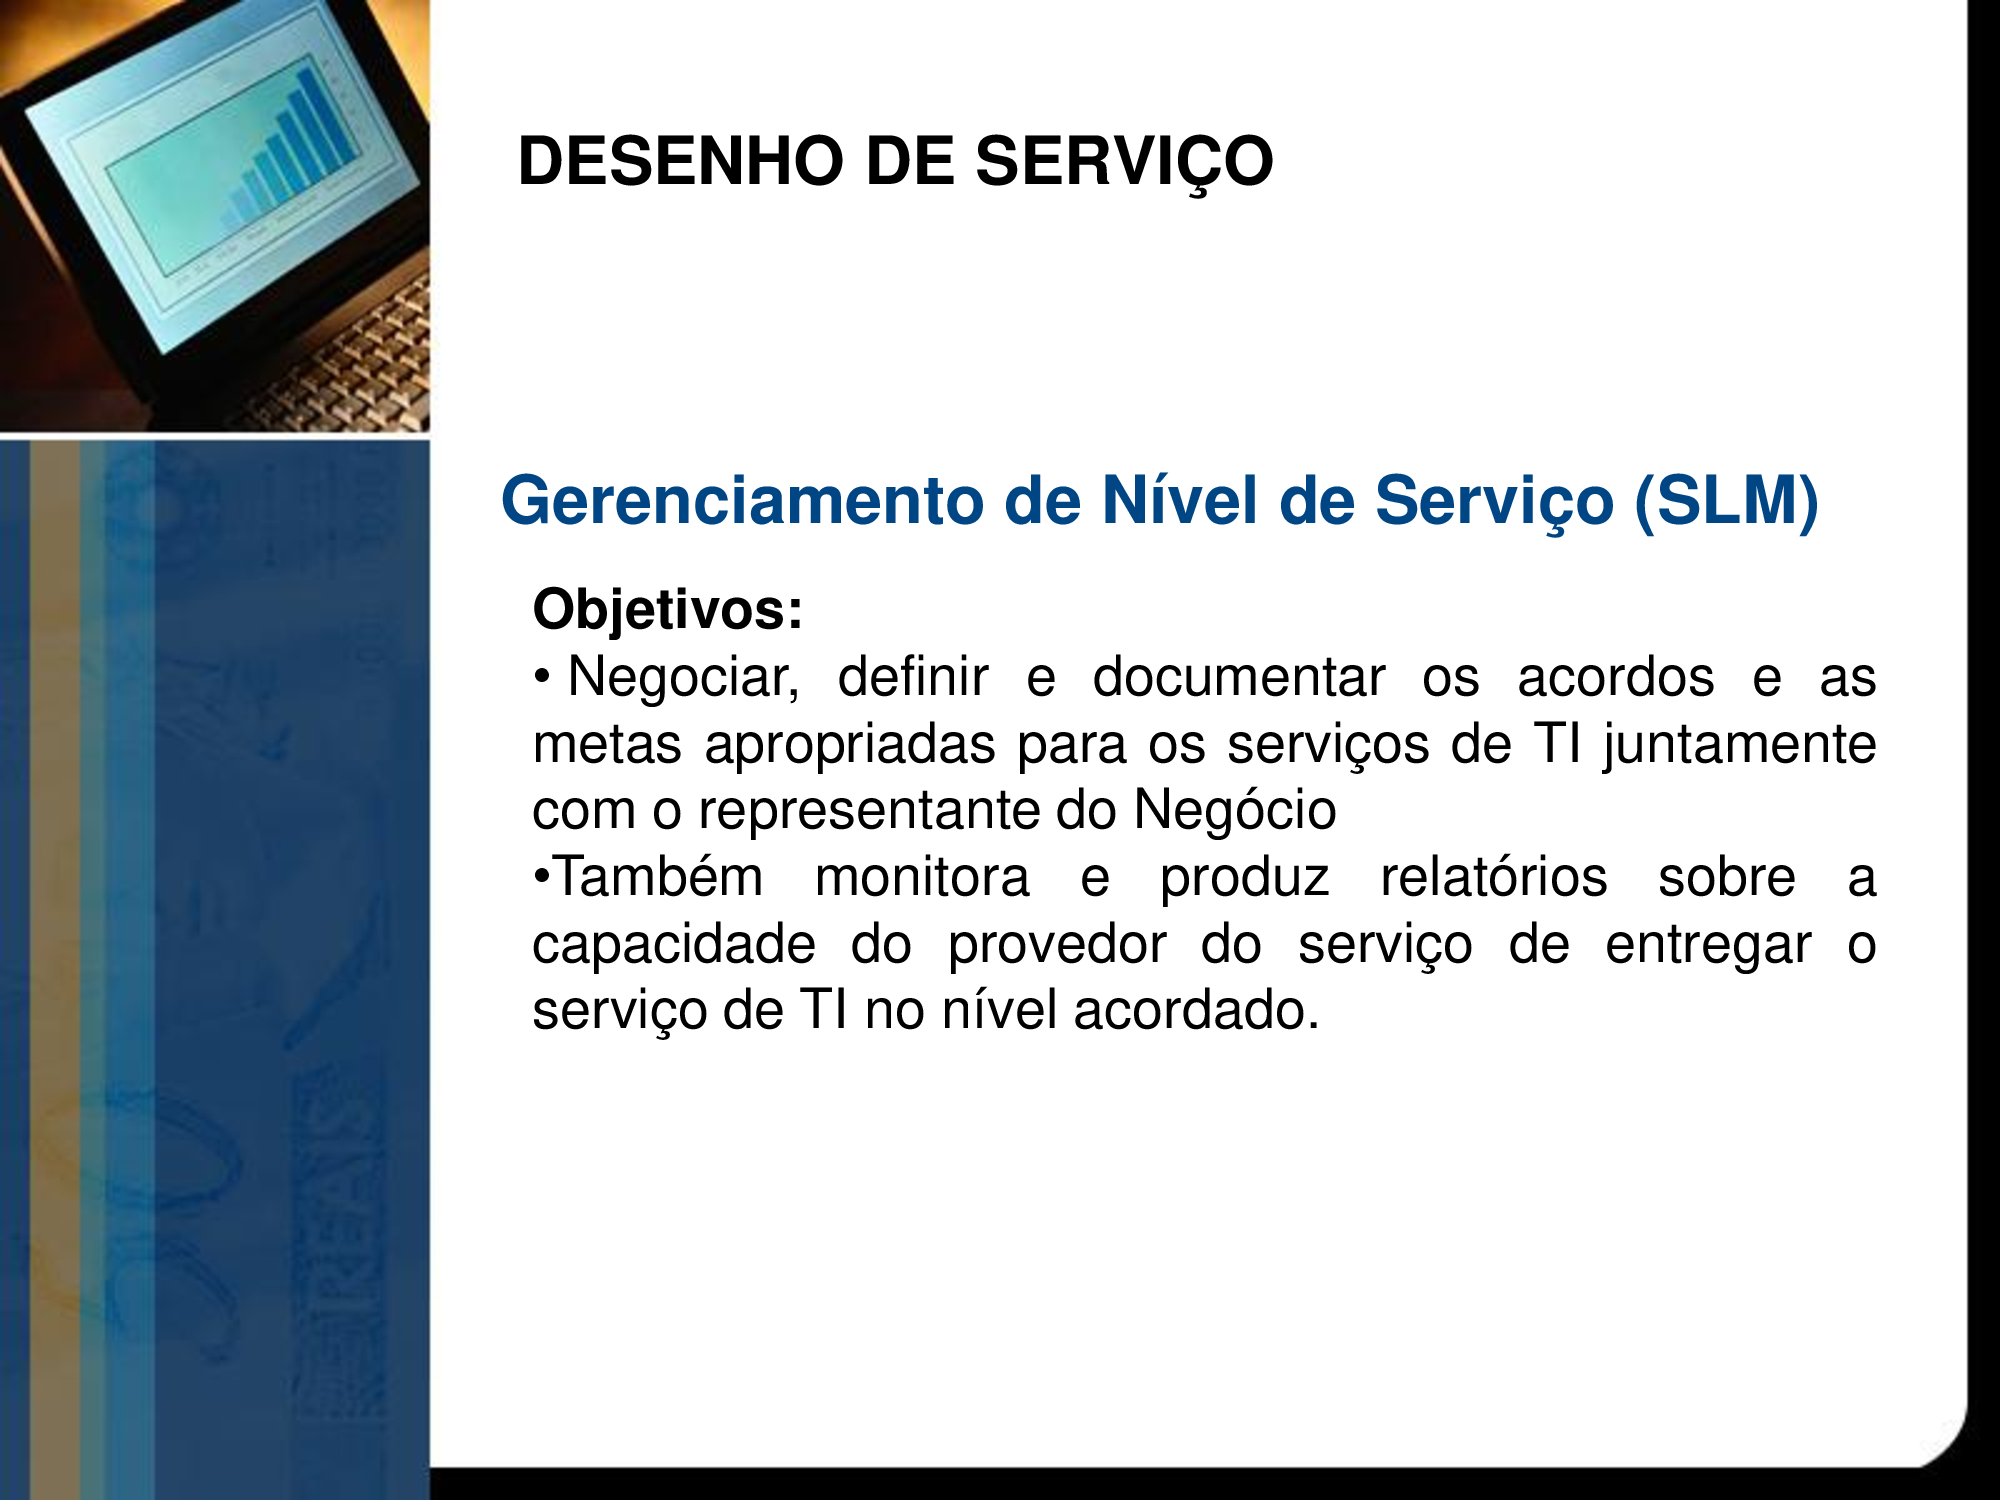 DESENHO DE SERVIÇO
Gerenciamento de Nível de Serviço (SLM)
Objetivos:
• Negociar, definir e documentar os acordos e as
metas apropriadas para os serviços de TI juntamente
com o representante do Negócio
•Também monitora e produz relatórios sobre a
capacidade do provedor do serviço de entregar o
serviço de TI no nível acordado.
REAIS